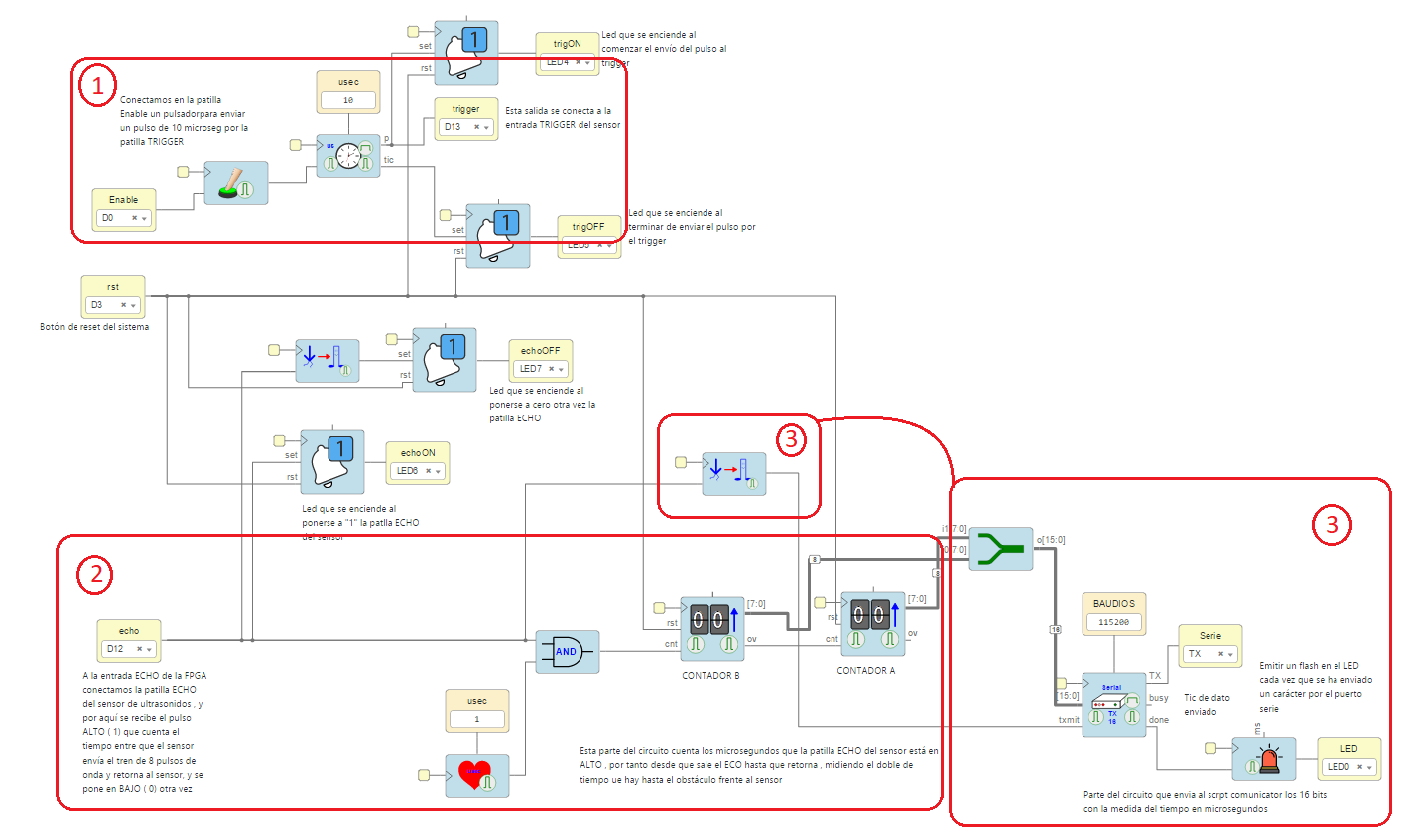 1
trigON
LED4
set
rst
Led que se enciende al
comenzar el envío del pulso al
trigger
1
usec
10
Conectamos en la patilla
Enable un pulsadorpara enviar
un pulso de 10 microseg por la
patilla TRIGGER
us
p
tic
trigger
D13
Esta salida se conecta a la
entrada TRIGGER del sensor
Enable
D0
1
set
rst
trigOFF
LED5
Led que se enciende al
terminar de enviar el pulso por
el trigger
rst
D3
Botón de reset del sistema
1
set
rst
echoOFF
LED7
Led que se enciende al
ponerse a cero otra vez la
patilla ECHO
1
set
rst
echoON
LED6
Led que se enciende al
ponerse a "1" la patlla ECHO
del sensor
3
2
echo
D12
A la entrada ECHO de la FPGA
conectamos la patilla ECHO
del sensor de ultrasonidos , y
por aquí se recibe el pulso
ALTO ( 1) que cuenta el
tiempo entre que el sensor
envía el tren de 8 pulsos de
onda y retorna al sensor, y se
pone en BAJO ( 0) otra vez
AND
usec
1
rst
cnt
00
[7:0]
ov
CONTADOR B
8
rst
cnt
00
[7:0]
ov
CONTADOR A
8
Esta parte del circuito cuenta los microsegundos que la patilla ECHO del sensor está en
ALTO , por tanto desde que sae el ECO hasta que retorna , midiendo el doble de
tiempo ue hay hasta el obstáculo frente al sensor
3
i1[7:0]
i0[7:0]
o[15:0]
16
BAUDIOS
115200
[15:0]
txmit
Serial
TX
16
TX
busy
done
Serie
TX
Tic de dato
enviado
Emitir un flash en el LED
cada vez que se ha enviado
un carácter por el puerto
serie
ms
LED
LED0
Parte del circuito que envia al scrpt comunicator los 16 bits
con la medida del tiempo en microsegundos